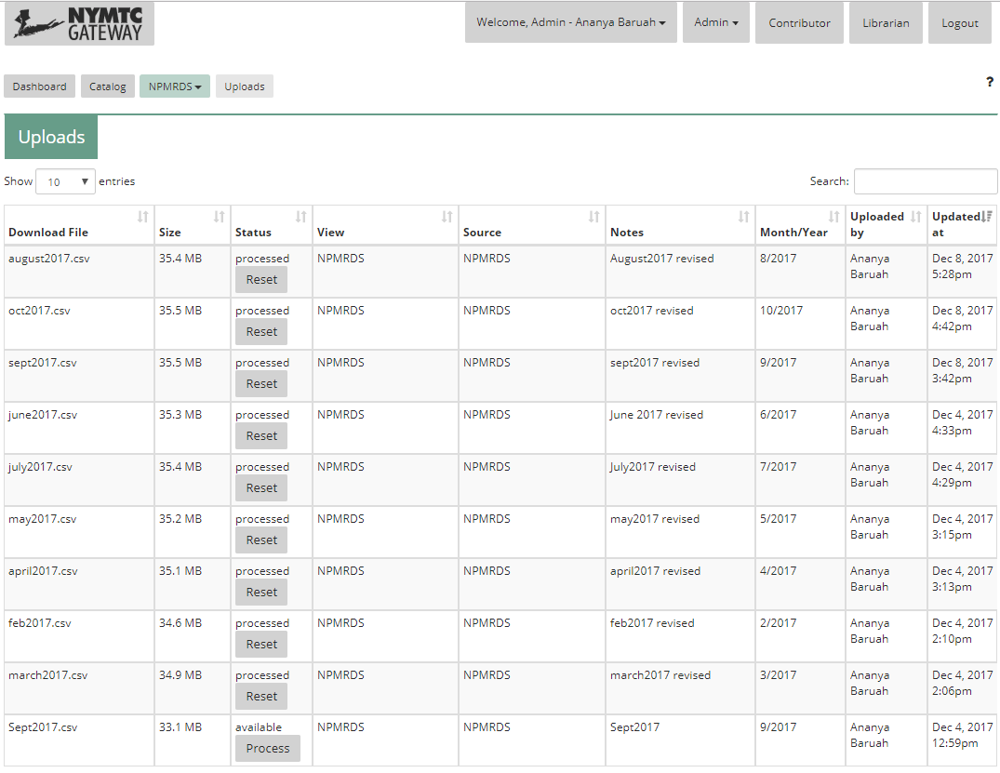 NYMTC
GATEWAY
Welcome, Admin - Ananya Baruah Admin Contributor Librarian Logout
Dashboard Catalog NPMRDS Uploads ?
Uploads
Show 10 entries Search:
Download File Size Status View Source Notes Month/Year Uploaded by Updated at
august2017.csv 35.4 MB processed NPMRDS NPMRDS August2017 revised 8/2017 Ananya Dec 8, 2017
Reset Baruah 5:28pm
oct2017.csv 35.5 MB processed NPMRDS NPMRDS oct2017 revised 10/2017 Ananya Dec 8, 2017
Reset Baruah 4:42pm
sept2017.csv 35.5 MB processed NPMRDS NPMRDS sept2017 revised 9/2017 Ananya Dec 8, 2017
Reset Baruah 3:42pm
june2017.csv 35.3 MB processed NPMRDS NPMRDS June 2017 revised 6/2017 Ananya Dec 4, 2017
Reset Baruah 4:33pm
july2017.csv 35.4 MB processed NPMRDS NPMRDS July2017 revised 7/2017 Ananya Dec 4, 2017
Reset Baruah 4:29pm
may2017.csv 35.2 MB processed NPMRDS NPMRDS may2017 revised 5/2017 Ananya Dec 4, 2017
Reset Baruah 3:15pm
april2017.csv 35.1 MB processed NPMRDS NPMRDS april2017 revised 4/2017 Ananya Dec 4, 2017
Reset Baruah 3:13pm
feb2017.csv 34.6 MB processed NPMRDS NPMRDS feb2017 revised 2/2017 Ananya Dec 4, 2017
Reset Baruah 2:10pm
march2017.csv 34.9 MB processed NPMRDS NPMRDS march2017 revised 3/2017 Ananya Dec 4, 2017
Reset Baruah 2:06pm
Sept2017.csv 33.1 MB available NPMRDS NPMRDS Sept2017 9/2017 Ananya Dec 4, 2017
Process Baruah 12:59pm